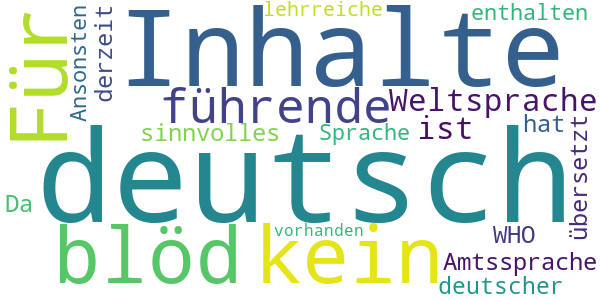 lehrreiche
enthalten
Ansonsten
derzeit
Für
Inhalte
führende
Weltsprache
sinnvolles
Sprache
ist
hat
übersetzt
deutsch
Da
blöd
kein
vorhanden
WHO
Amtssprache
deutscher